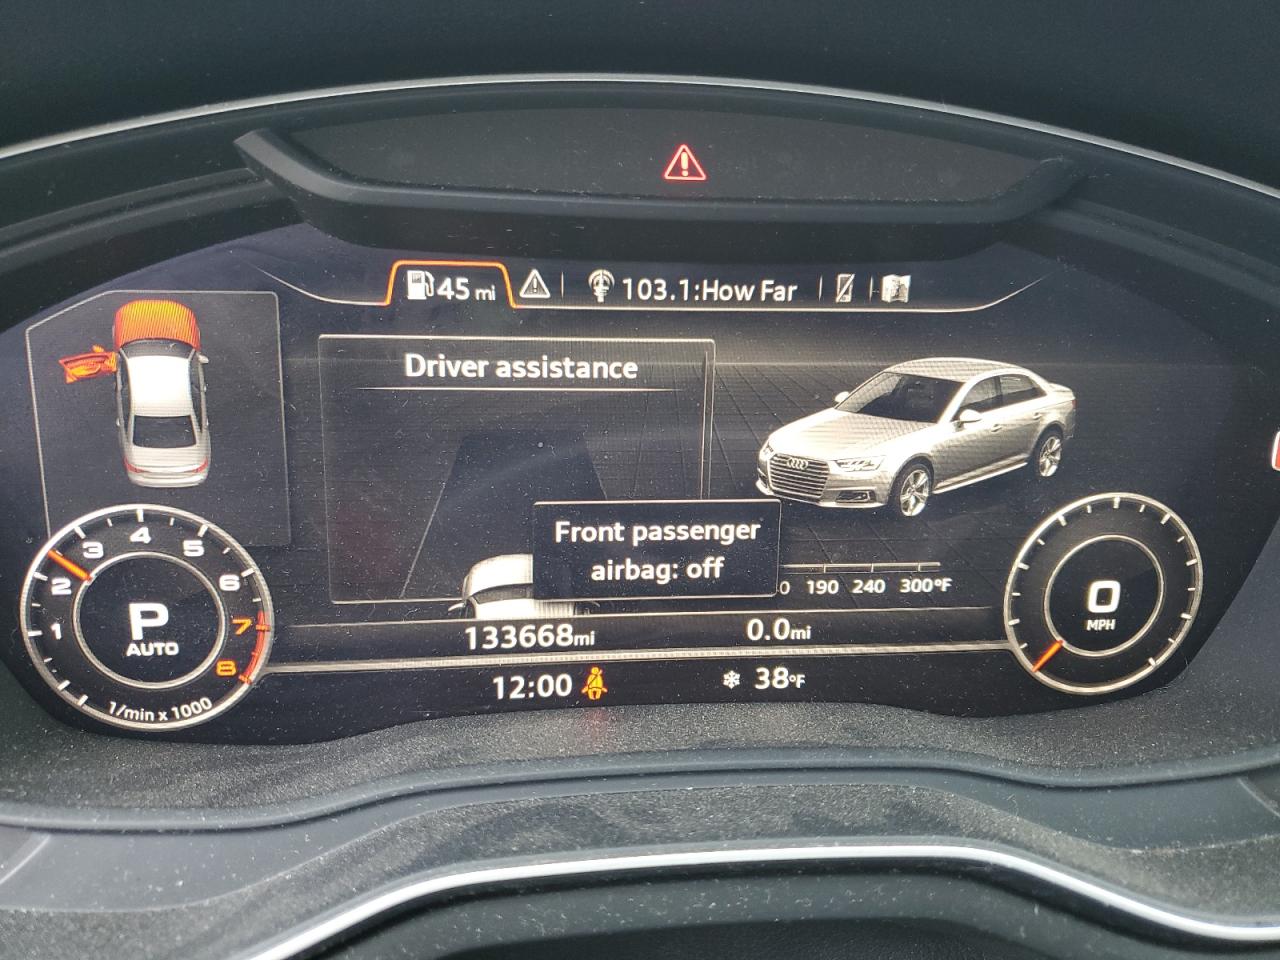 45 mi
103.1:How Far
Driver assistance
Front passenger
airbag: off
190 240 300°F
1 2 3 4 5 6 7 8
P
AUTO
1/min x 1000
0
MPH
133668mi
0.0mi
12:00
38°F